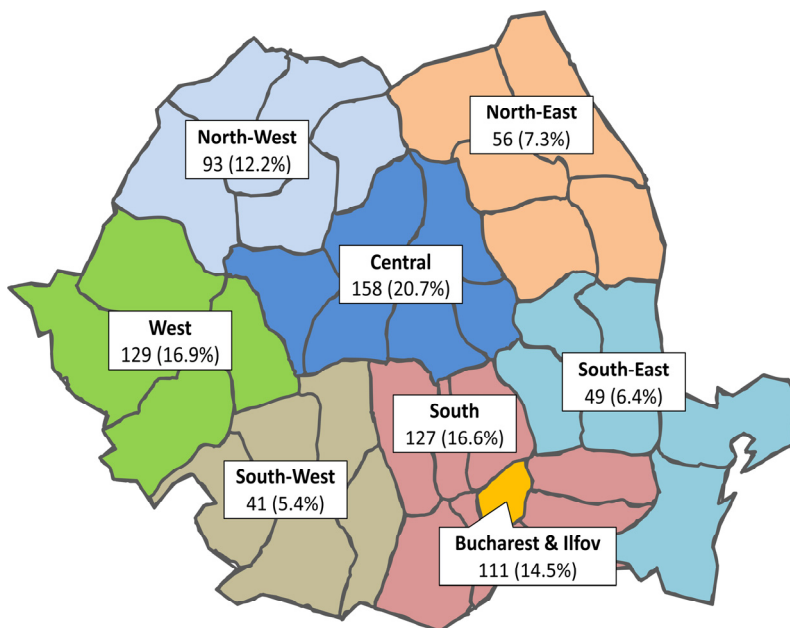 North-East
56 (7.3%)
North-West
93 (12.2%)
Central
158 (20.7%)
West
129 (16.9%)
South-East
49 (6.4%)
South
127 (16.6%)
South-West
41 (5.4%)
Bucharest & Ilfov
111 (14.5%)